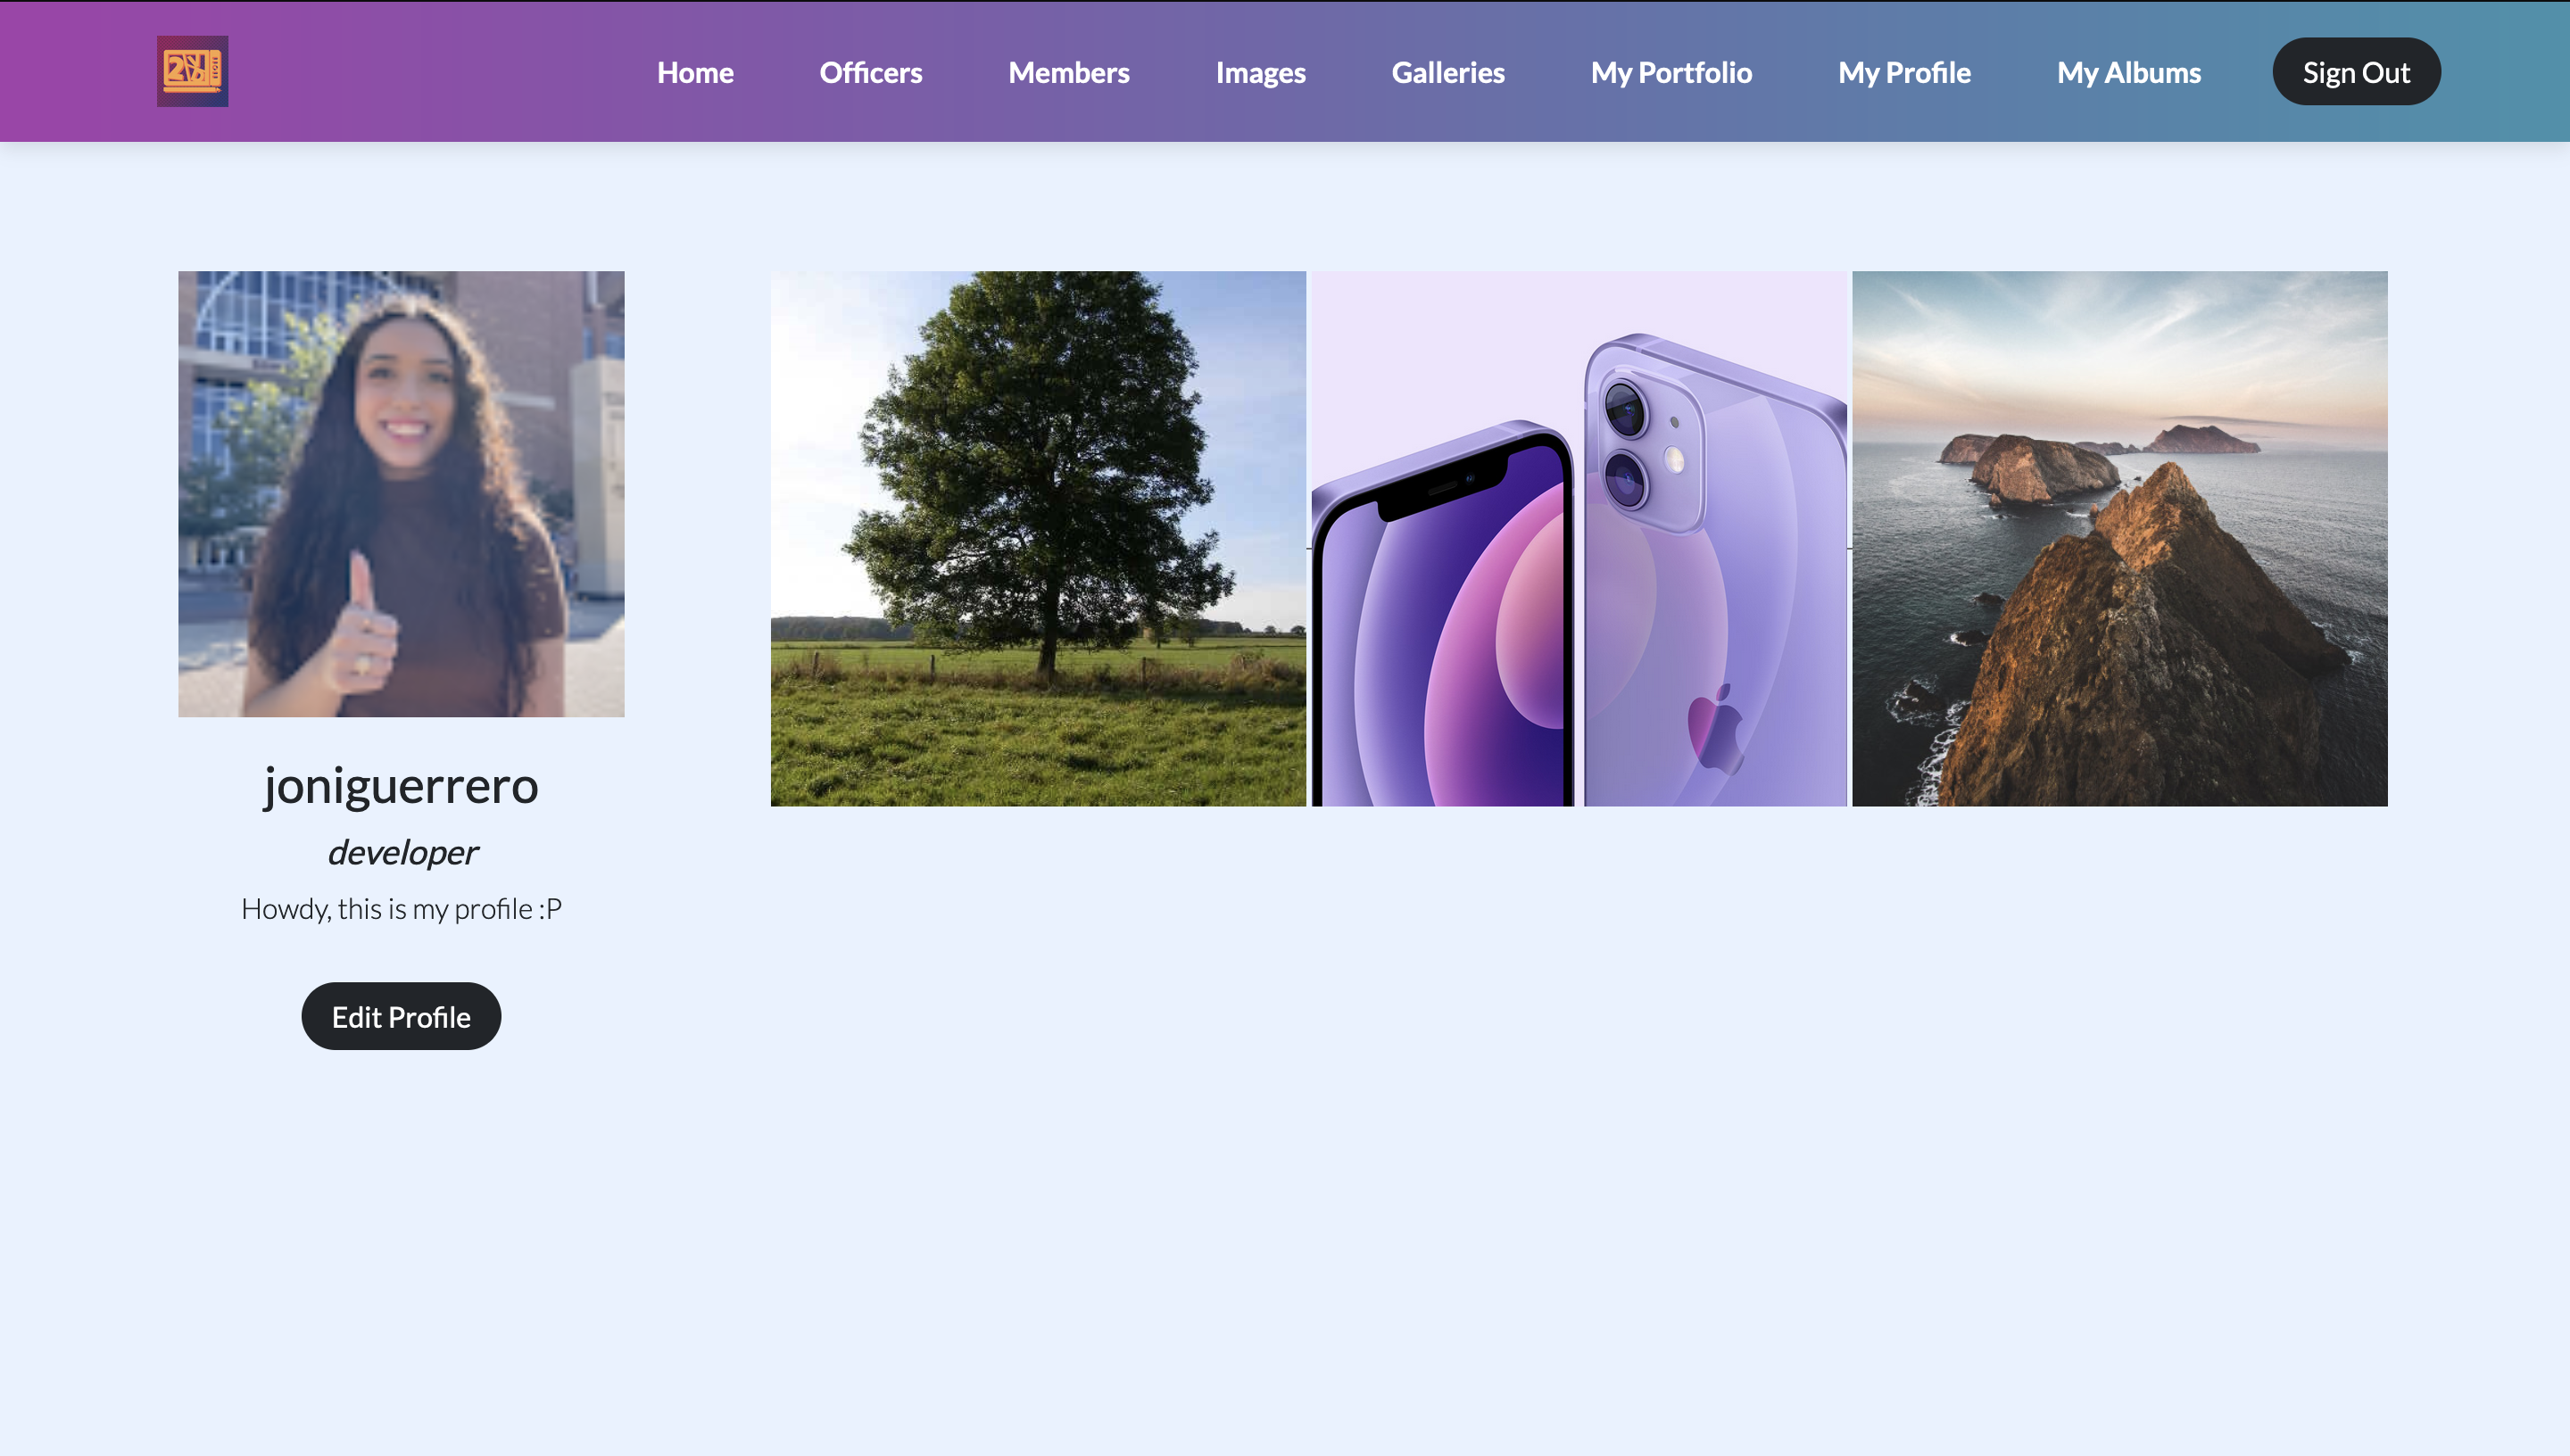 Home Officers Members Images Galleries My Portfolio My Profile My Albums Sign Out
joniguerrero
developer
Howdy, this is my profile :P
Edit Profile